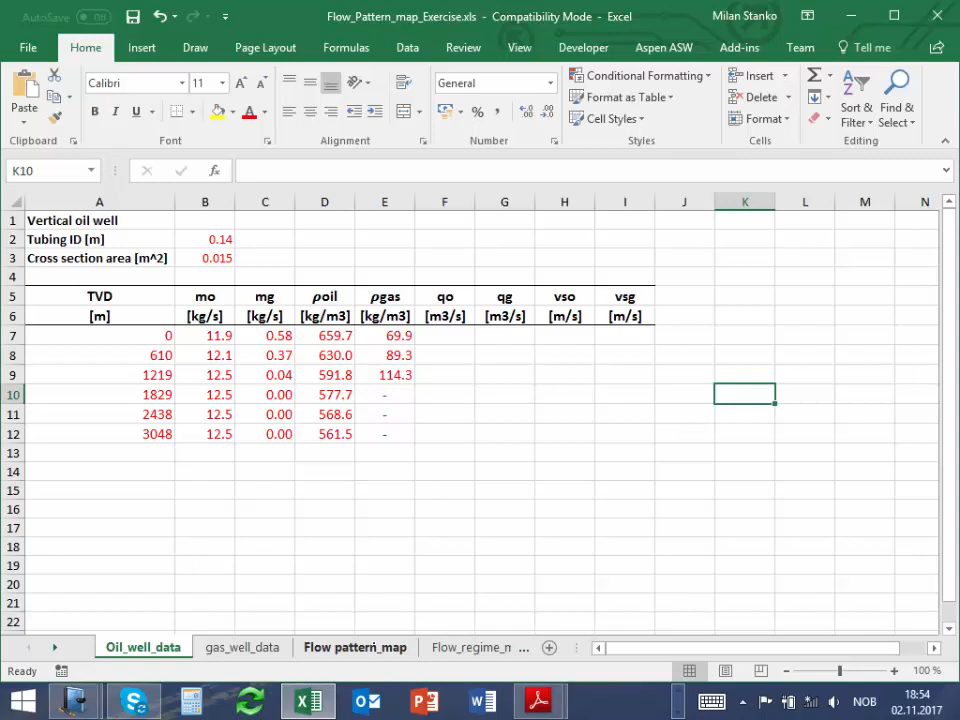 AutoSave Off Flow_Pattern_map_Exercise.xls - Compatibility Mode - Excel Milan Stanko
File Home Insert Draw Page Layout Formulas Data Review View Developer Aspen ASW Add-ins Team Tell me
Paste Calibri 11 General Conditional Formatting Insert Sort & Find &
B I U % , Format as Table Delete Filter Select
Cell Styles Format
Clipboard Font Alignment Number Styles Cells Editing
K10 fx
A B C D E F G H I J K L M N
1 Vertical oil well
2 Tubing ID [m] 0.14
3 Cross section area [m^2] 0.015
4
5 TVD mo mg ρoil ρgas qo qg vso vsg
6 [m] [kg/s] [kg/s] [kg/m3] [kg/m3] [m3/s] [m3/s] [m/s] [m/s]
7 0 11.9 0.58 659.7 69.9
8 610 12.1 0.37 630.0 89.3
9 1219 12.5 0.04 591.8 114.3
10 1829 12.5 0.00 577.7 -
11 2438 12.5 0.00 568.6 -
12 3048 12.5 0.00 561.5 -
13
14
15
16
17
18
19
20
21
22
Oil_well_data gas_well_data Flow pattern_map Flow_regime_m ...
Ready 100 %
NOB 18:54
02.11.2017